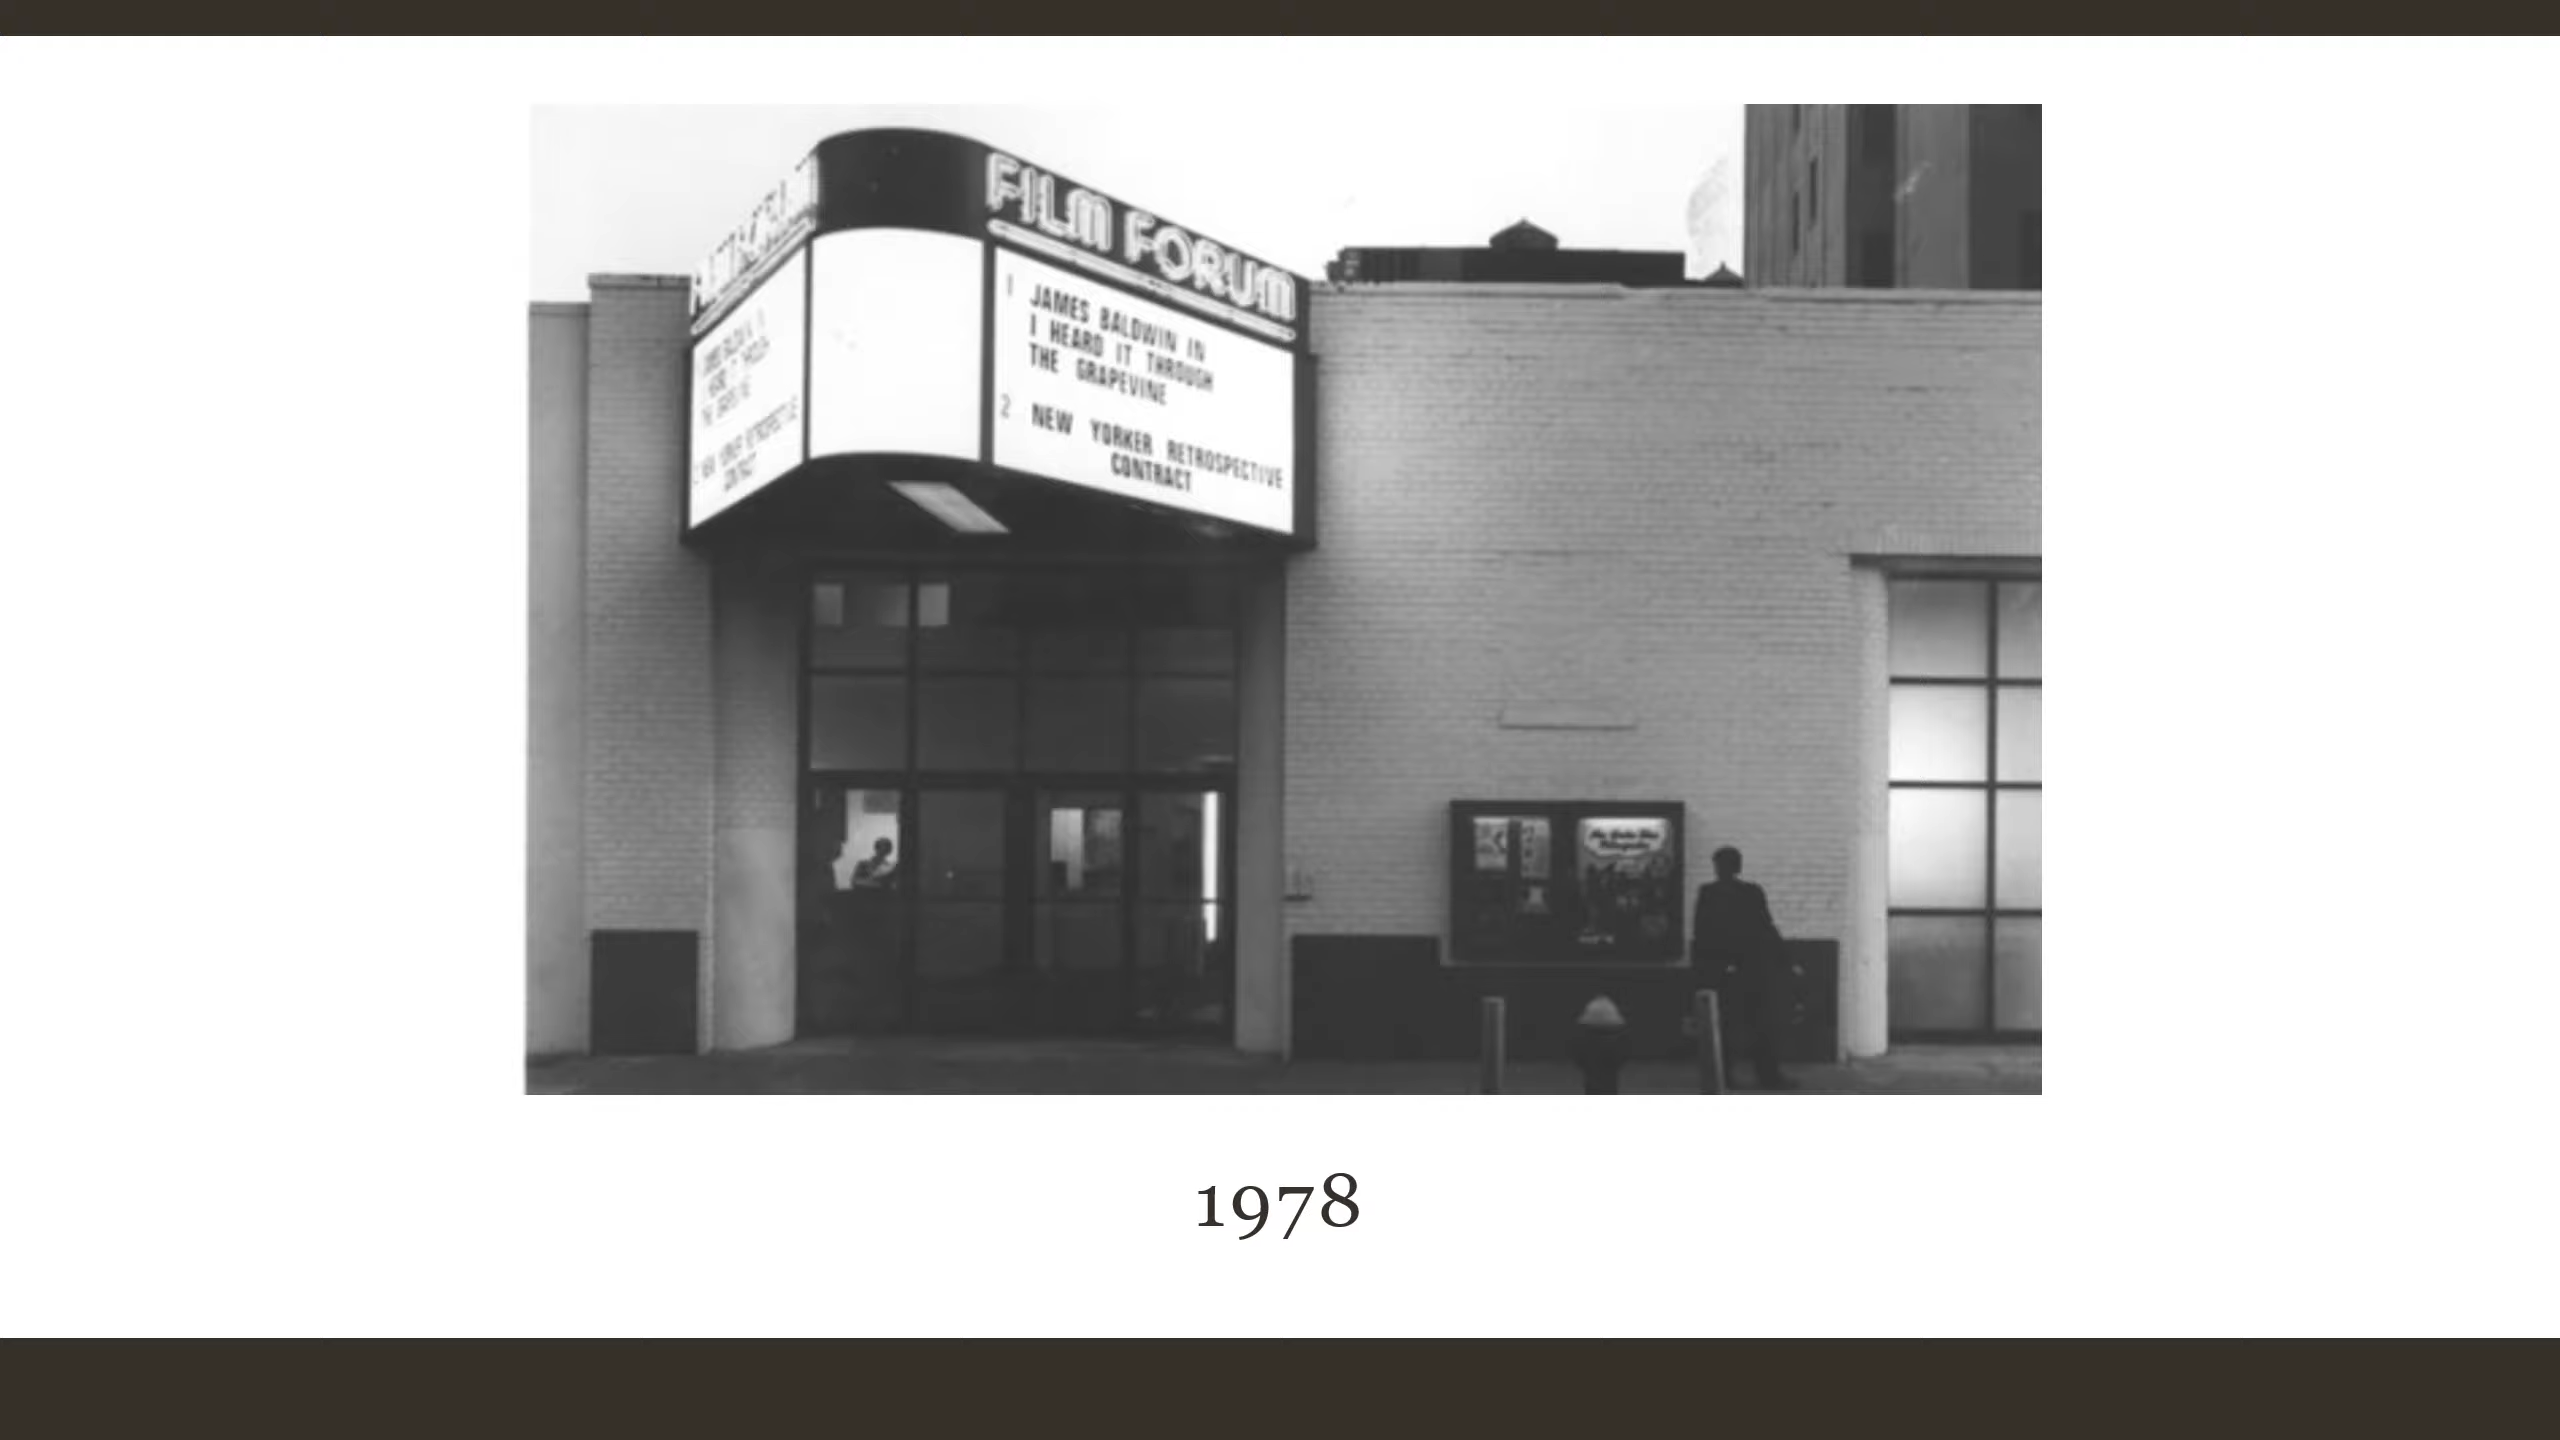 FILM FORUM
1 JAMES BALDWIN IN
I HEARD IT THROUGH
THE GRAPEVINE
2 NEW YORKER RETROSPECTIVE
CONTRACT
1978